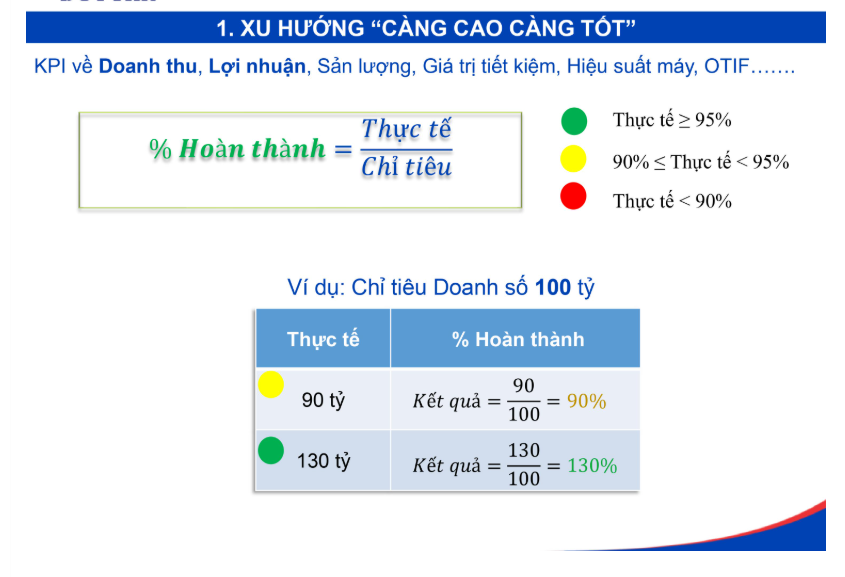 1. XU HƯỚNG “CÀNG CAO CÀNG TỐT”
KPI về Doanh thu, Lợi nhuận, Sản lượng, Giá trị tiết kiệm, Hiệu suất máy, OTIF…….
% Hoàn thành = Thực tế / Chỉ tiêu
Thực tế ≥ 95%
90% ≤ Thực tế < 95%
Thực tế < 90%
Ví dụ: Chỉ tiêu Doanh số 100 tỷ
Thực tế % Hoàn thành
90 tỷ Kết quả = 90 / 100 = 90%
130 tỷ Kết quả = 130 / 100 = 130%